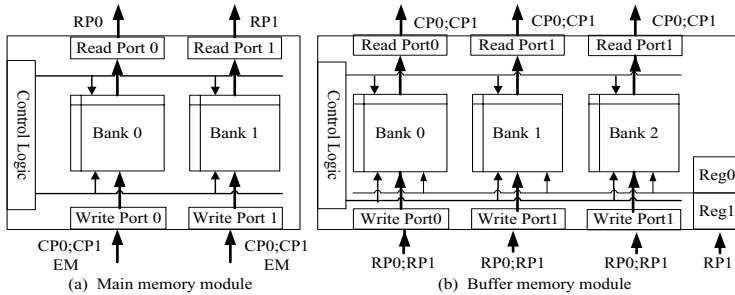 RP0 RP1 CP0;CP1 CP0;CP1 CP0;CP1
Read Port 0 Read Port 1 Read Port0 Read Port1 Read Port1
Control Logic Bank 0 Bank 1 Control Logic Bank 0 Bank 1 Bank 2
Reg0
Write Port 0 Write Port 1 Write Port0 Write Port1 Write Port1 Reg1
CP0;CP1 CP0;CP1 RP0;RP1 RP0;RP1 RP0;RP1 RP1
EM EM
(a) Main memory module (b) Buffer memory module